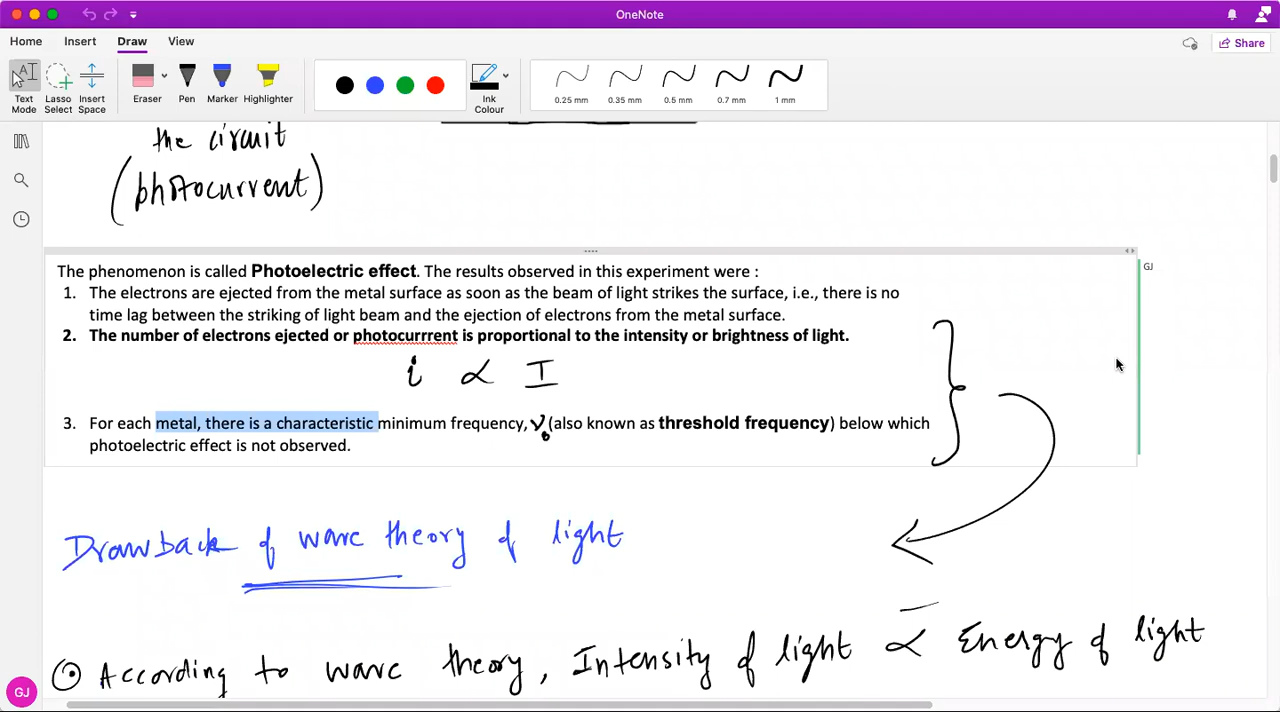 OneNote
Home Insert Draw View
Share
Text Mode
Lasso Select
Insert Space
Eraser
Pen
Marker
Highlighter
Ink Colour
0.25 mm
0.35 mm
0.5 mm
0.7 mm
1 mm
the circuit
(photocurrent)
The phenomenon is called Photoelectric effect. The results observed in this experiment were :
GJ
1. The electrons are ejected from the metal surface as soon as the beam of light strikes the surface, i.e., there is no
time lag between the striking of light beam and the ejection of electrons from the metal surface.
2. The number of electrons ejected or photocurrrent is proportional to the intensity or brightness of light.
i ∝ I
3. For each metal, there is a characteristic minimum frequency, ν₀ (also known as threshold frequency) below which
photoelectric effect is not observed.
Drawback of wave theory of light
⊙ According to wave theory, Intensity of light ∝ Energy of light
GJ